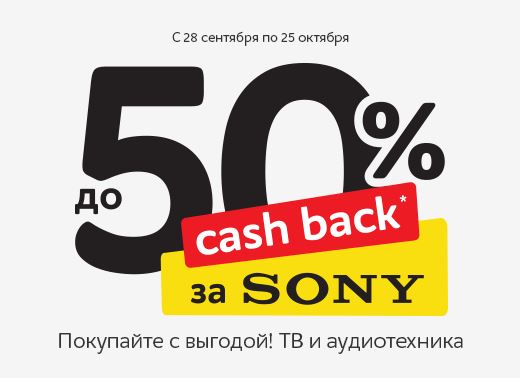 С 28 сентября по 25 октября
до 50%
cash back*
за SONY
Покупайте с выгодой! ТВ и аудиотехника